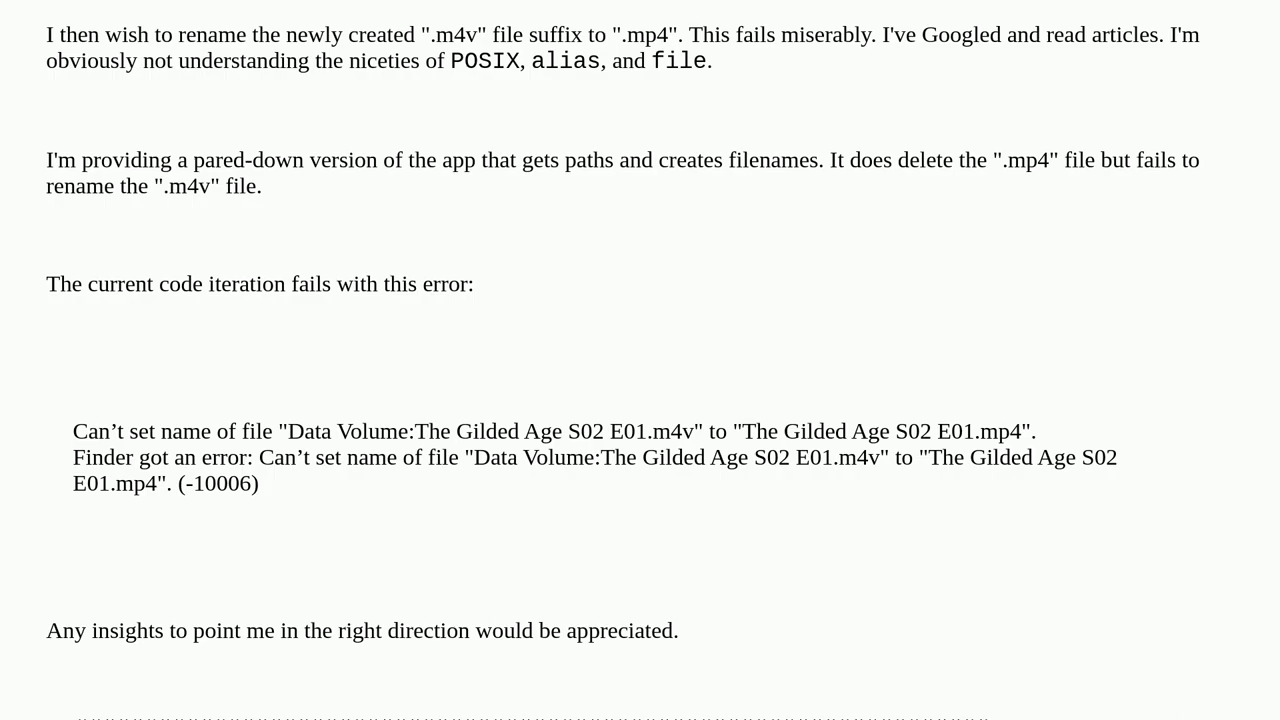 I then wish to rename the newly created ".m4v" file suffix to ".mp4". This fails miserably. I've Googled and read articles. I'm
obviously not understanding the niceties of POSIX, alias, and file.
I'm providing a pared-down version of the app that gets paths and creates filenames. It does delete the ".mp4" file but fails to
rename the ".m4v" file.
The current code iteration fails with this error:
Can’t set name of file "Data Volume:The Gilded Age S02 E01.m4v" to "The Gilded Age S02 E01.mp4".
Finder got an error: Can’t set name of file "Data Volume:The Gilded Age S02 E01.m4v" to "The Gilded Age S02
E01.mp4". (-10006)
Any insights to point me in the right direction would be appreciated.